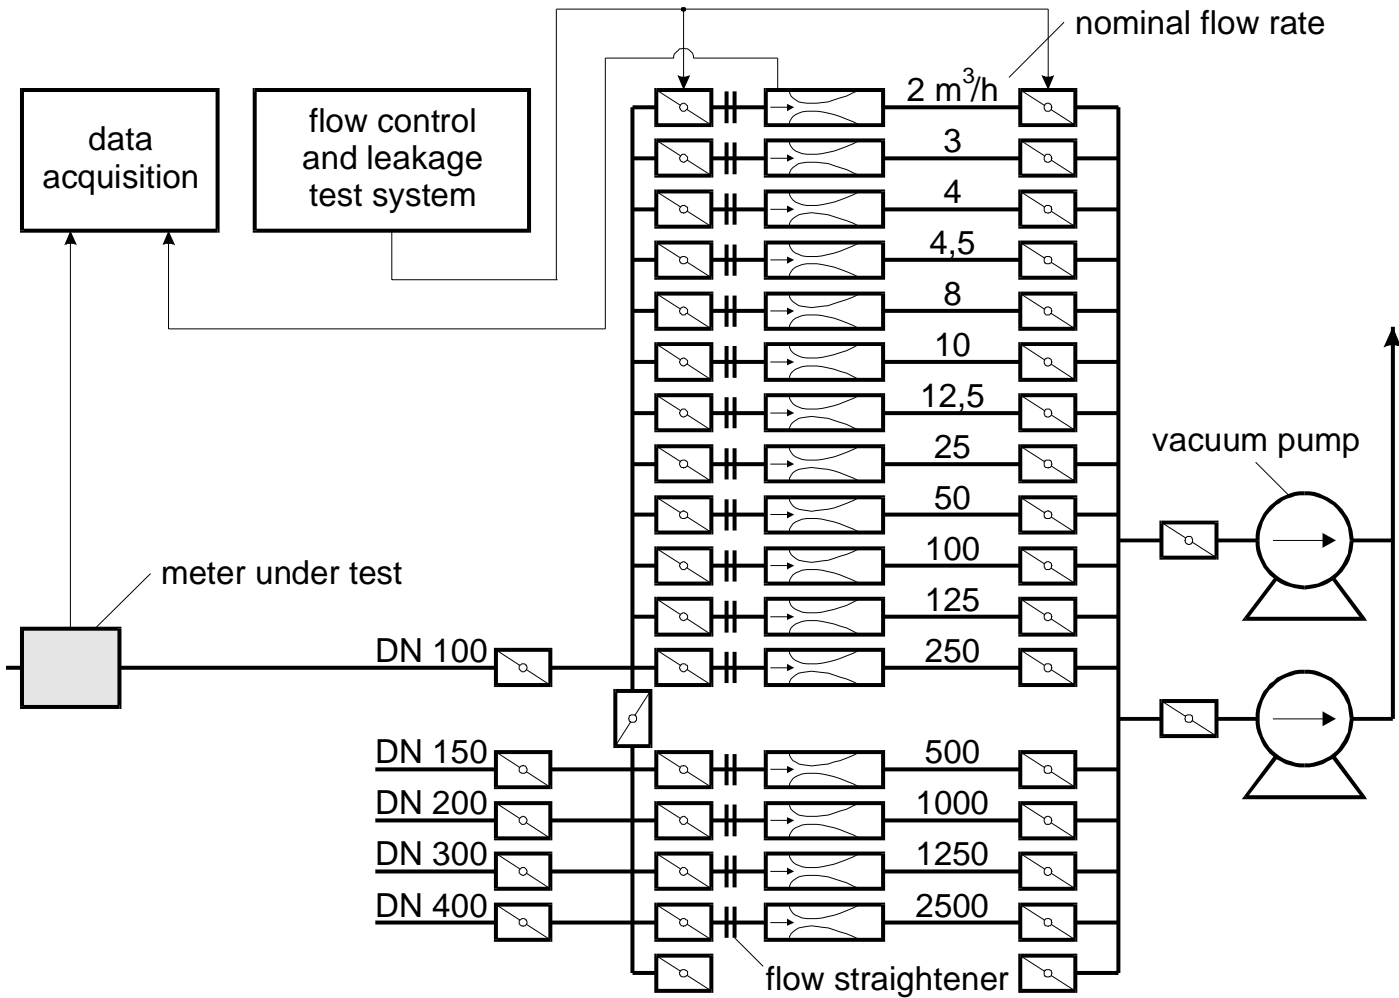 nominal flow rate
2 m³/h
data
acquisition
flow control
and leakage
test system
3
4
4,5
8
10
12,5
25
vacuum pump
50
100
meter under test
125
DN 100
250
DN 150
500
DN 200
1000
DN 300
1250
DN 400
2500
flow straightener